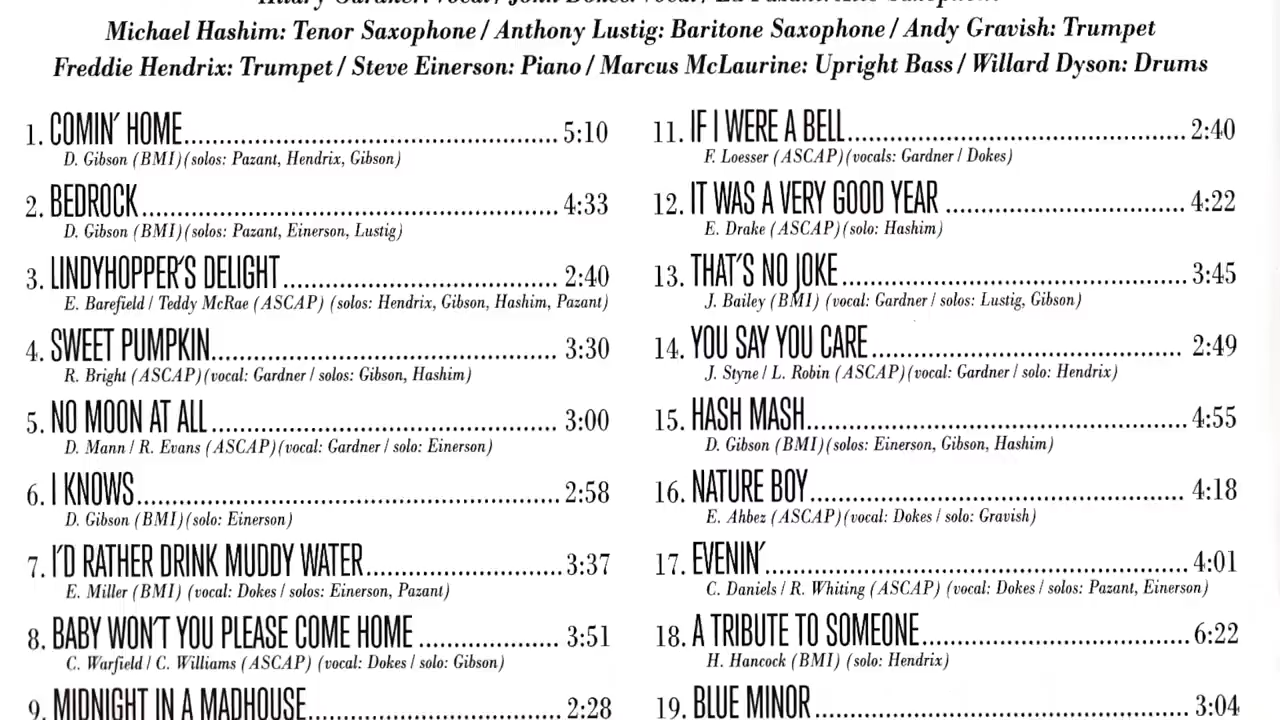 Hilary Gardner: Vocal / John Dokes: Vocal / Ed Pazant: Alto Saxophone
Michael Hashim: Tenor Saxophone / Anthony Lustig: Baritone Saxophone / Andy Gravish: Trumpet
Freddie Hendrix: Trumpet / Steve Einerson: Piano / Marcus McLaurine: Upright Bass / Willard Dyson: Drums
1. COMIN' HOME 5:10
D. Gibson (BMI) (solos: Pazant, Hendrix, Gibson)
2. BEDROCK 4:33
D. Gibson (BMI) (solos: Pazant, Einerson, Lustig)
3. LINDYHOPPER'S DELIGHT 2:40
E. Barefield / Teddy McRae (ASCAP) (solos: Hendrix, Gibson, Hashim, Pazant)
4. SWEET PUMPKIN 3:30
R. Bright (ASCAP) (vocal: Gardner / solos: Gibson, Hashim)
5. NO MOON AT ALL 3:00
D. Mann / R. Evans (ASCAP) (vocal: Gardner / solo: Einerson)
6. I KNOWS 2:58
D. Gibson (BMI) (solo: Einerson)
7. I'D RATHER DRINK MUDDY WATER 3:37
E. Miller (BMI) (vocal: Dokes / solos: Einerson, Pazant)
8. BABY WON'T YOU PLEASE COME HOME 3:51
C. Warfield / C. Williams (ASCAP) (vocal: Dokes / solo: Gibson)
9. MIDNIGHT IN A MADHOUSE 2:28
11. IF I WERE A BELL 2:40
F. Loesser (ASCAP) (vocals: Gardner / Dokes)
12. IT WAS A VERY GOOD YEAR 4:22
E. Drake (ASCAP) (solo: Hashim)
13. THAT'S NO JOKE 3:45
J. Bailey (BMI) (vocal: Gardner / solos: Lustig, Gibson)
14. YOU SAY YOU CARE 2:49
J. Styne / L. Robin (ASCAP) (vocal: Gardner / solo: Hendrix)
15. HASH MASH 4:55
D. Gibson (BMI) (solos: Einerson, Gibson, Hashim)
16. NATURE BOY 4:18
E. Ahbez (ASCAP) (vocal: Dokes / solo: Gravish)
17. EVENIN' 4:01
C. Daniels / R. Whiting (ASCAP) (vocal: Dokes / solos: Pazant, Einerson)
18. A TRIBUTE TO SOMEONE 6:22
H. Hancock (BMI) (solo: Hendrix)
19. BLUE MINOR 3:04